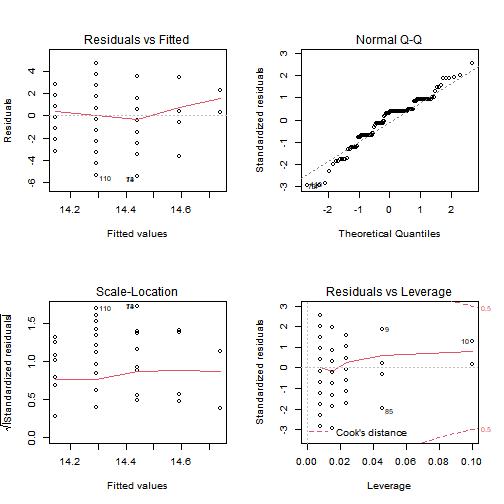 Residuals vs Fitted
Residuals
-6 -4 -2 0 2 4
110
14.2 14.4 14.6
Fitted values
Normal Q-Q
Standardized residuals
-3 -2 -1 0 1 2 3
-2 -1 0 1 2
Theoretical Quantiles
Scale-Location
√|Standardized residuals|
0.0 0.5 1.0 1.5
110
14.2 14.4 14.6
Fitted values
Residuals vs Leverage
Standardized residuals
-3 -2 -1 0 1 2 3
9
10
85
0.5
0.5
Cook's distance
0.00 0.02 0.04 0.06 0.08 0.10
Leverage